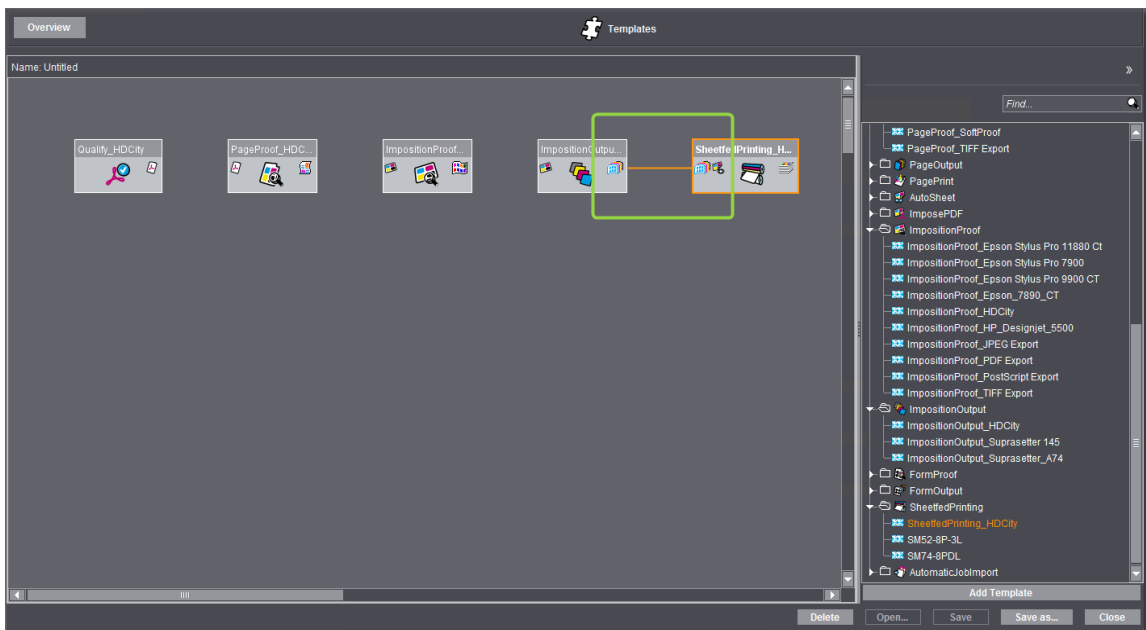 Overview
Templates
Name: Untitled
»
Find...
Qualify_HDCity
PageProof_HDC...
ImpositionProof...
ImpositionOutpu...
SheetfedPrinting_H...
PageProof_SoftProof
PageProof_TIFF Export
PageOutput
PagePrint
AutoSheet
ImposePDF
ImpositionProof
ImpositionProof_Epson Stylus Pro 11880 Ct
ImpositionProof_Epson Stylus Pro 7900
ImpositionProof_Epson Stylus Pro 9900 CT
ImpositionProof_Epson_7890_CT
ImpositionProof_HDCity
ImpositionProof_HP_Designjet_5500
ImpositionProof_JPEG Export
ImpositionProof_PDF Export
ImpositionProof_PostScript Export
ImpositionProof_TIFF Export
ImpositionOutput
ImpositionOutput_HDCity
ImpositionOutput_Suprasetter 145
ImpositionOutput_Suprasetter_A74
FormProof
FormOutput
SheetfedPrinting
SheetfedPrinting_HDCity
SM52-8P-3L
SM74-8PDL
AutomaticJobImport
Add Template
Delete
Open...
Save
Save as...
Close